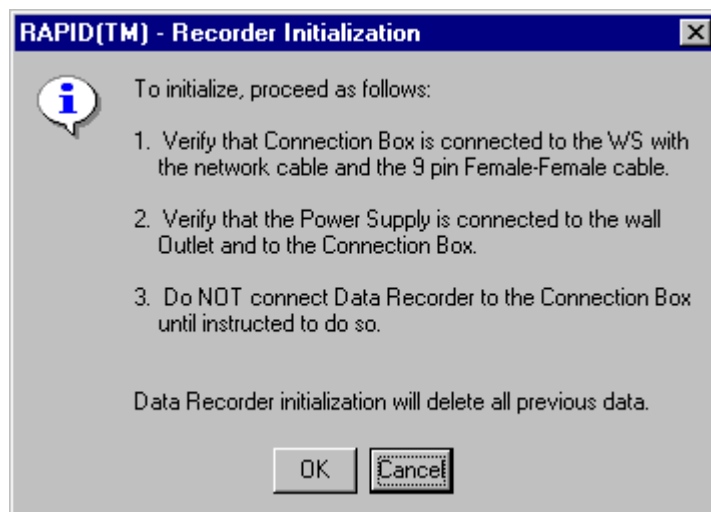 RAPID(TM) - Recorder Initialization
To initialize, proceed as follows:
1. Verify that Connection Box is connected to the WS with
the network cable and the 9 pin Female-Female cable.
2. Verify that the Power Supply is connected to the wall
Outlet and to the Connection Box.
3. Do NOT connect Data Recorder to the Connection Box
until instructed to do so.
Data Recorder initialization will delete all previous data.
OK
Cancel